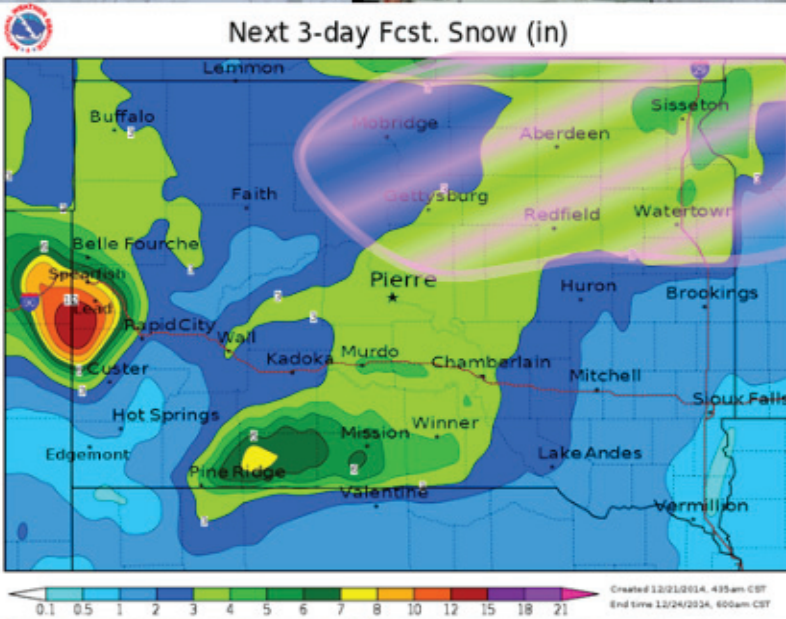 Next 3-day Fcst. Snow (in)
Lemmon
Buffalo
Mobridge
Sisseton
Aberdeen
Faith
Gettysburg
Redfield
Watertown
Belle Fourche
Spearfish
Pierre
Lead
Huron
Brookings
RapidCity
Wall
Kadoka
Murdo
Chamberlain
Custer
Mitchell
Sioux Falls
Hot Springs
Winner
Mission
Edgemont
Lake Andes
Pine Ridge
Valentine
Vermillion
0.1 0.5 1 2 3 4 5 6 7 8 10 12 15 18 21
Created 12/21/2014, 435am CST
End time 12/24/2014, 600am CST